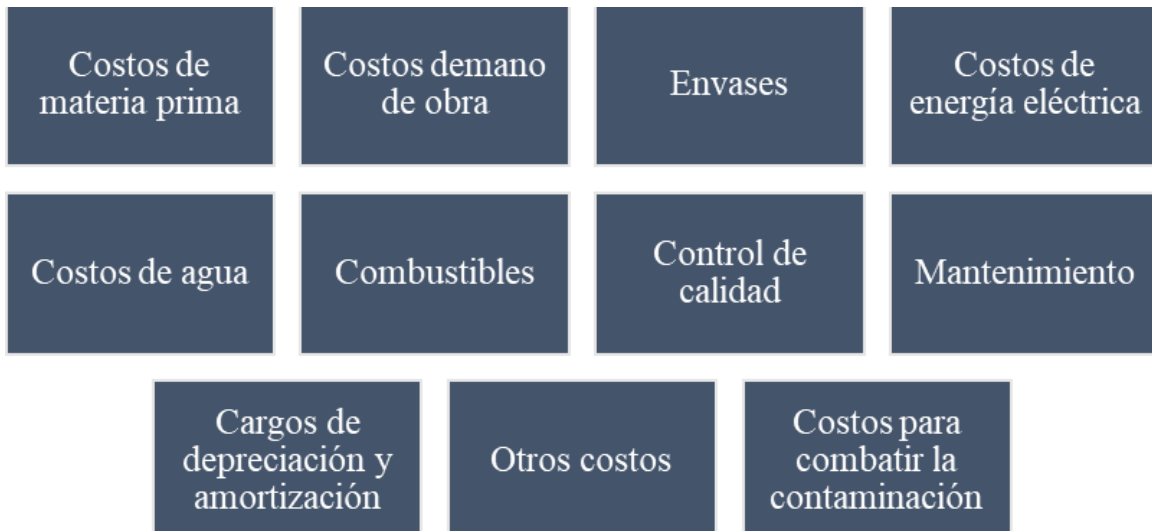 Costos de
materia prima
Costos demano
de obra
Envases
Costos de
energía eléctrica
Costos de agua
Combustibles
Control de
calidad
Mantenimiento
Cargos de
depreciación y
amortización
Otros costos
Costos para
combatir la
contaminación